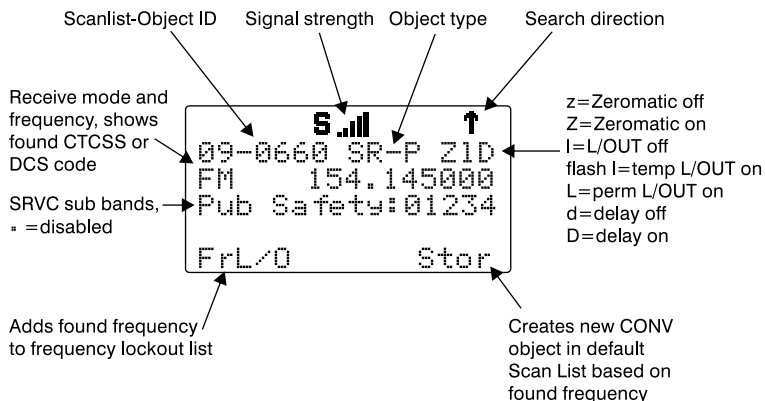 Scanlist-Object ID
Signal strength
Object type
Search direction
Receive mode and
frequency, shows
found CTCSS or
DCS code
SRVC sub bands,
▪ =disabled
S
09-0660 SR-P ZlD
FM 154.145000
Pub Safety:01234
FrL/O Stor
z=Zeromatic off
Z=Zeromatic on
l=L/OUT off
flash l=temp L/OUT on
L=perm L/OUT on
d=delay off
D=delay on
Adds found frequency
to frequency lockout list
Creates new CONV
object in default
Scan List based on
found frequency